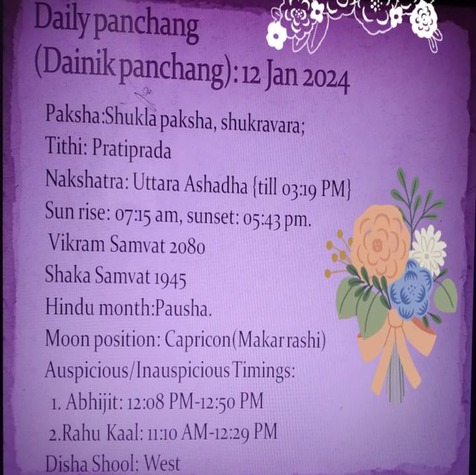 Daily panchang
(Dainik panchang): 12 Jan 2024
Paksha:Shukla paksha, shukravara;
Tithi: Pratiprada
Nakshatra: Uttara Ashadha {till 03:19 PM}
Sun rise: 07:15 am, sunset: 05:43 pm.
Vikram Samvat 2080
Shaka Samvat 1945
Hindu month:Pausha.
Moon position: Capricon(Makar rashi)
Auspicious/Inauspicious Timings:
1. Abhijit: 12:08 PM-12:50 PM
2.Rahu Kaal: 11:10 AM-12:29 PM
Disha Shool: West